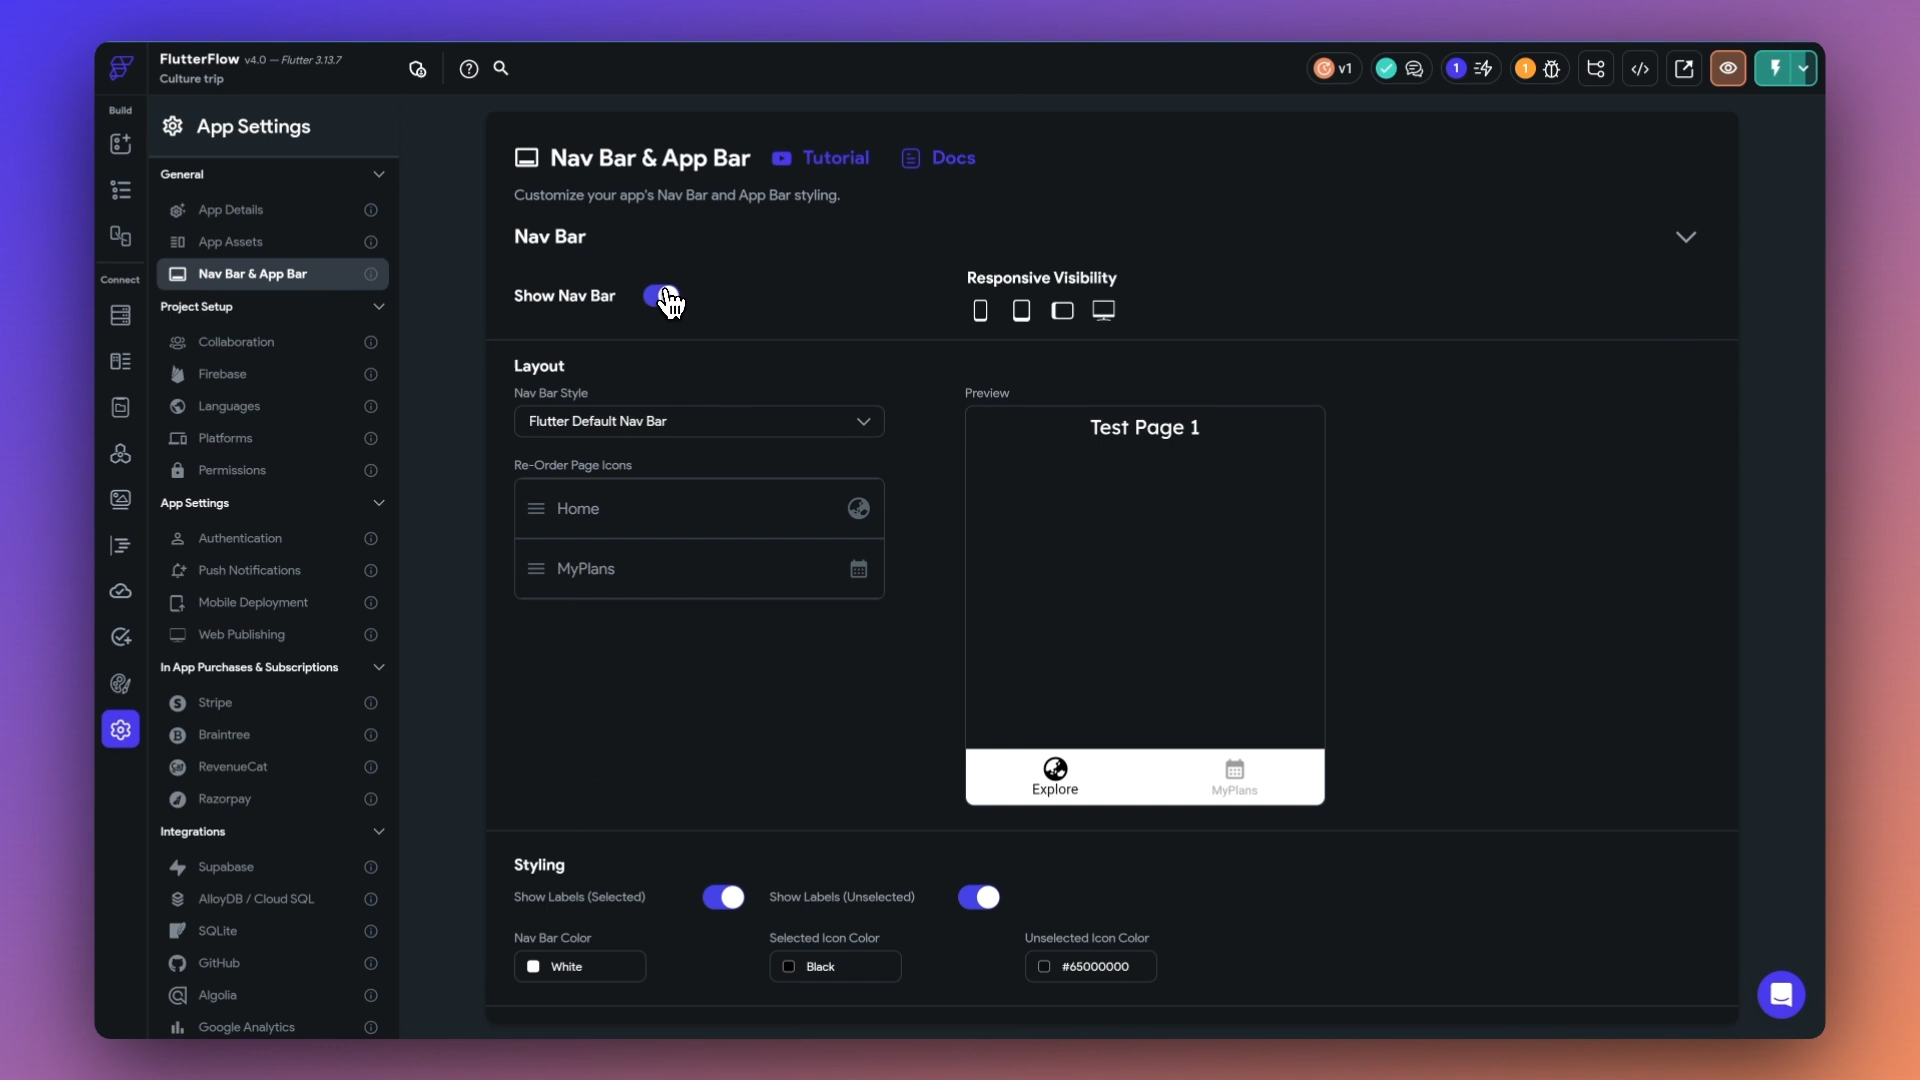 FlutterFlow v4.0 — Flutter 3.13.7
Culture trip
v1
1
1
Build
Connect
App Settings
General
App Details
App Assets
Nav Bar & App Bar
Project Setup
Collaboration
Firebase
Languages
Platforms
Permissions
App Settings
Authentication
Push Notifications
Mobile Deployment
Web Publishing
In App Purchases & Subscriptions
Stripe
Braintree
RevenueCat
Razorpay
Integrations
Supabase
AlloyDB / Cloud SQL
SQLite
GitHub
Algolia
Google Analytics
Nav Bar & App Bar Tutorial Docs
Customize your app's Nav Bar and App Bar styling.
Nav Bar
Show Nav Bar
Responsive Visibility
Layout
Nav Bar Style
Flutter Default Nav Bar
Re-Order Page Icons
Home
MyPlans
Preview
Test Page 1
Explore
MyPlans
Styling
Show Labels (Selected)
Show Labels (Unselected)
Nav Bar Color
White
Selected Icon Color
Black
Unselected Icon Color
#65000000